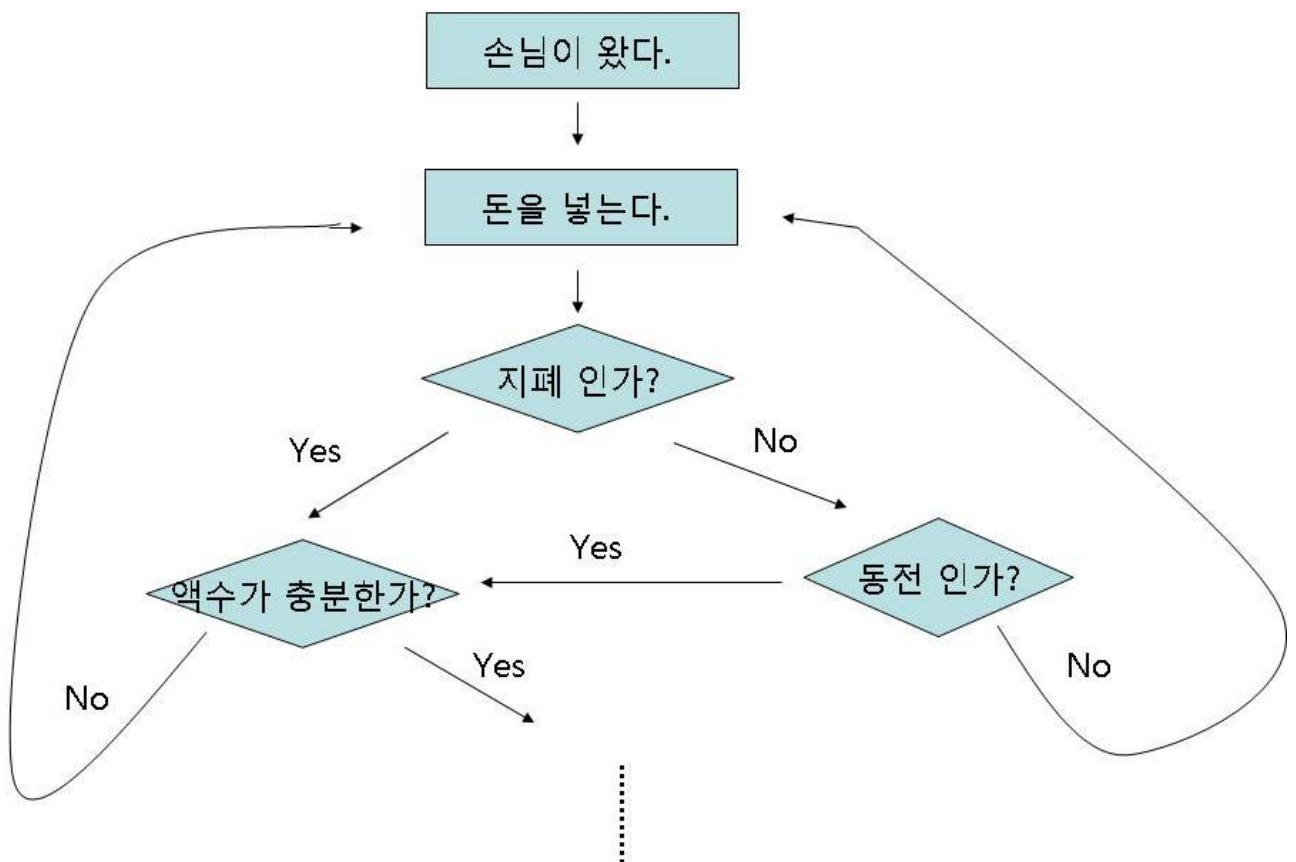 손님이 왔다.
돈을 넣는다.
지폐 인가?
Yes
No
Yes
액수가 충분한가?
동전 인가?
No
Yes
No